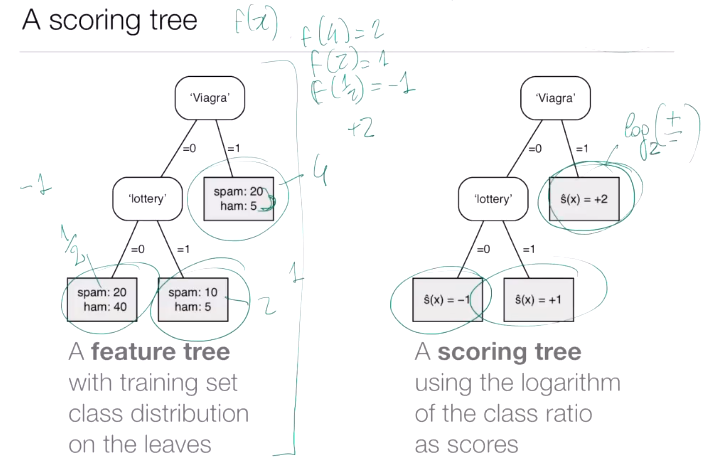 A scoring tree
f(x)
f(4) = 2
f(2) = 1
f(1/2) = -1
+2
'Viagra'
=0
=1
'lottery'
spam: 20
ham: 5
4
-1
1/2
=0
=1
spam: 20
ham: 40
spam: 10
ham: 5
2
1
A feature tree
with training set
class distribution
on the leaves
'Viagra'
log₂(+/-)
=0
=1
'lottery'
ŝ(x) = +2
=0
=1
ŝ(x) = −1
ŝ(x) = +1
A scoring tree
using the logarithm
of the class ratio
as scores